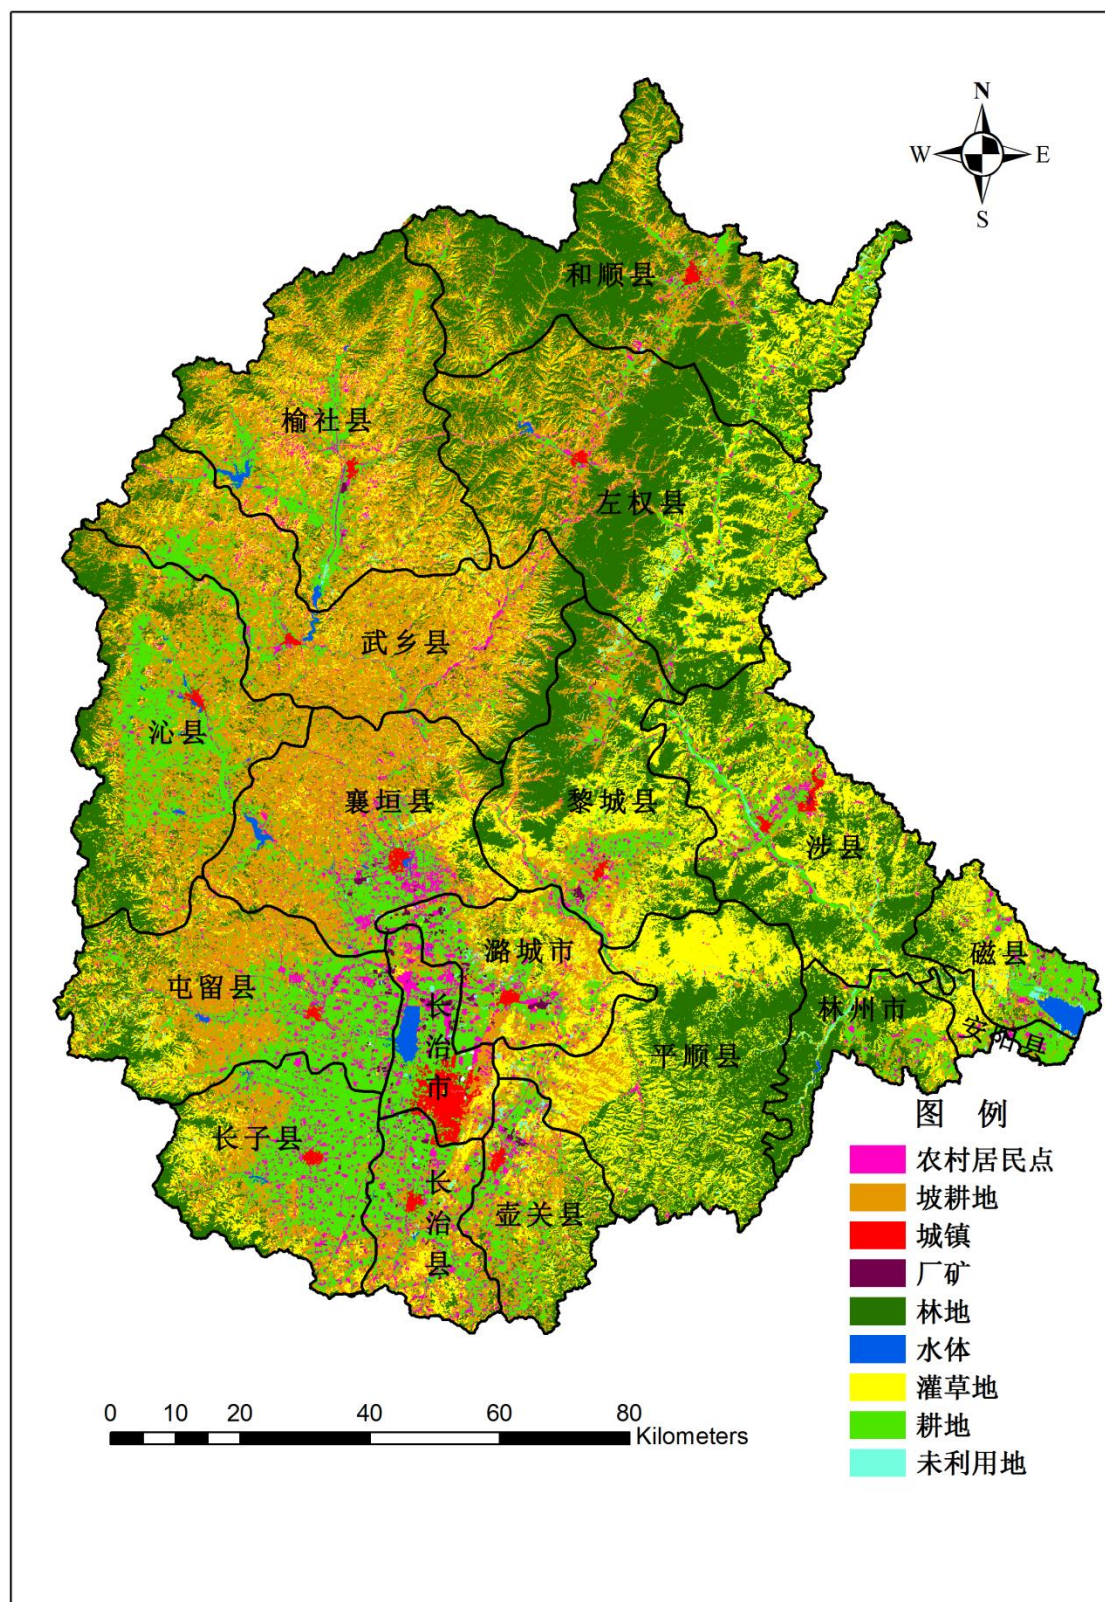 N
W
E
S
和顺县
榆社县
左权县
武乡县
沁县
襄垣县
黎城县
涉县
磁县
潞城市
屯留县
长治市
林州市
安阳县
平顺县
长子县
长治县
壶关县
图 例
农村居民点
坡耕地
城镇
厂矿
林地
水体
灌草地
耕地
未利用地
0 10 20 40 60 80
Kilometers